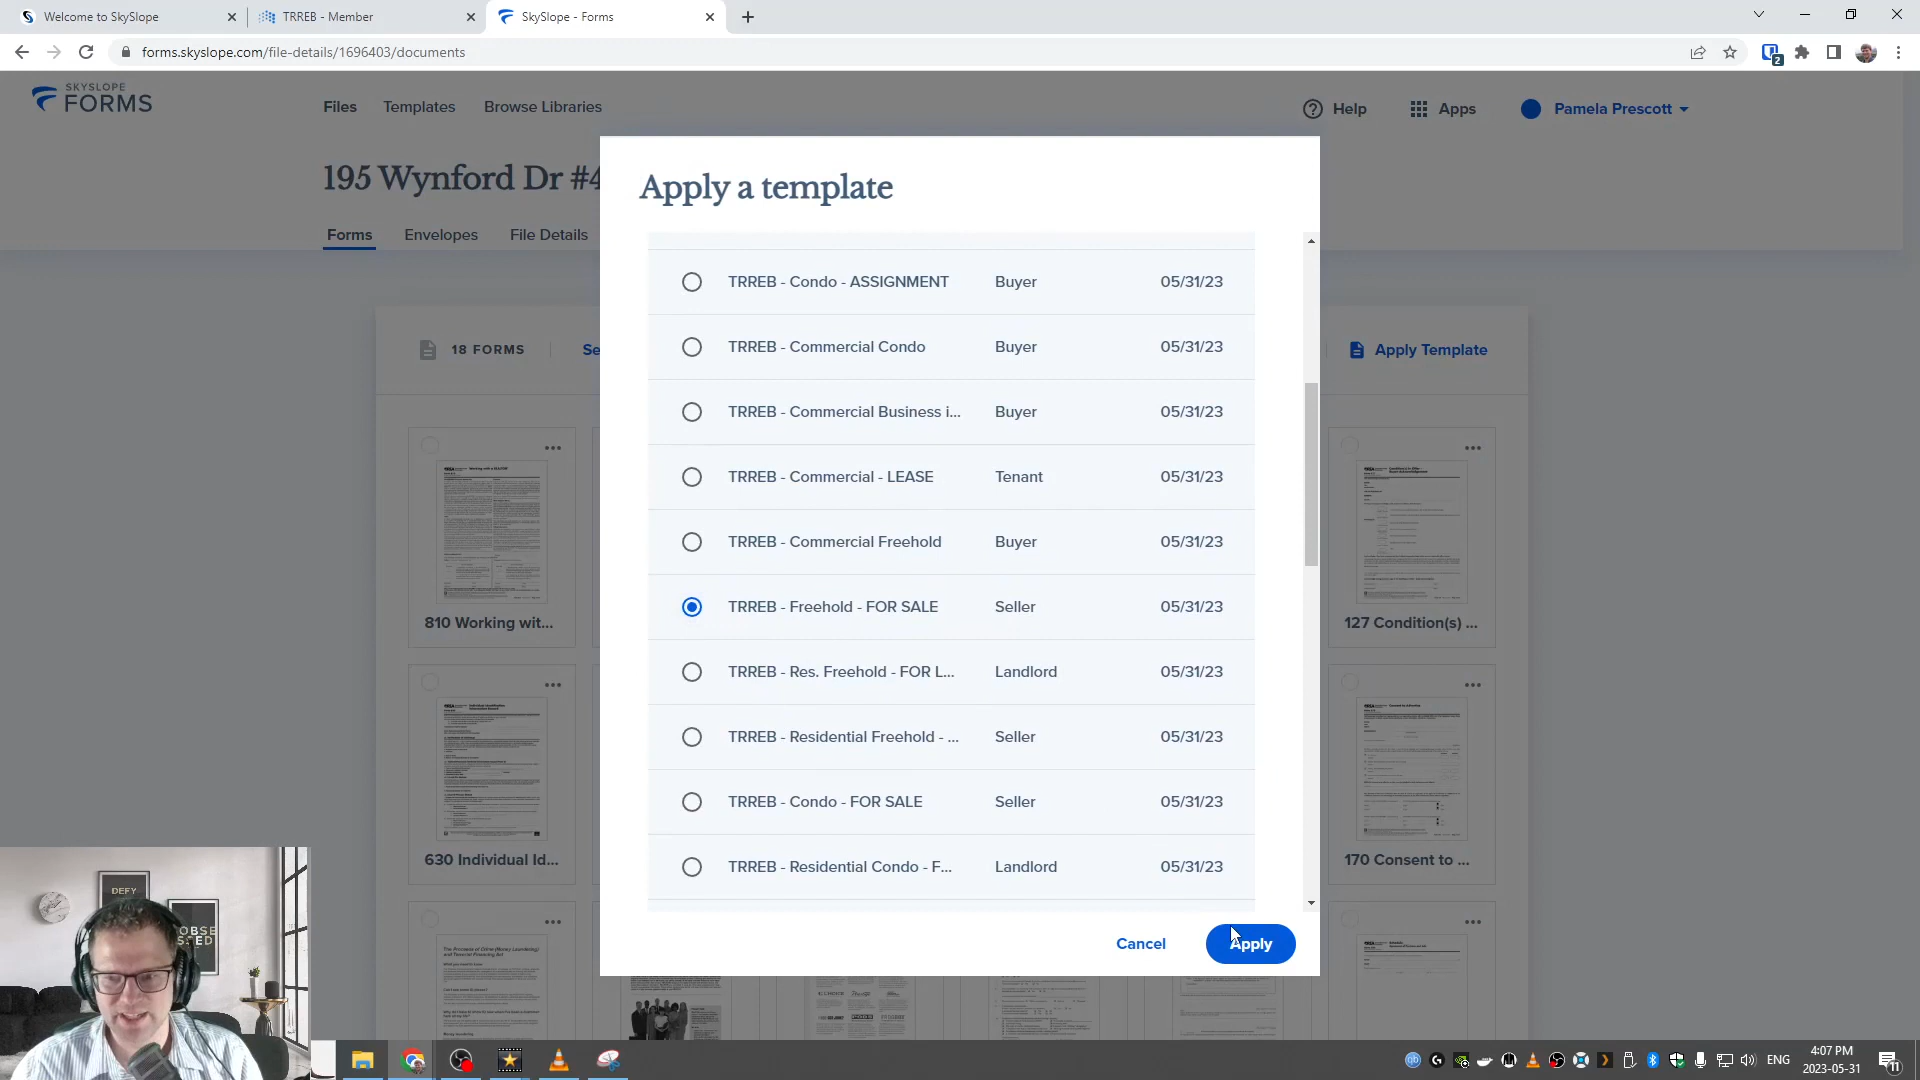 Welcome to SkySlope
TRREB - Member
SkySlope - Forms
forms.skyslope.com/file-details/1696403/documents
2
SKYSLOPE
FORMS
Files
Templates
Browse Libraries
Help
Apps
Pamela Prescott
195 Wynford Dr #4
Forms
Envelopes
File Details
18 FORMS
Se
Apply Template
Apply a template
TRREB - Condo - ASSIGNMENT Buyer 05/31/23
TRREB - Commercial Condo Buyer 05/31/23
TRREB - Commercial Business i... Buyer 05/31/23
TRREB - Commercial - LEASE Tenant 05/31/23
TRREB - Commercial Freehold Buyer 05/31/23
TRREB - Freehold - FOR SALE Seller 05/31/23
TRREB - Res. Freehold - FOR L... Landlord 05/31/23
TRREB - Residential Freehold - ... Seller 05/31/23
TRREB - Condo - FOR SALE Seller 05/31/23
TRREB - Residential Condo - F... Landlord 05/31/23
Cancel
Apply
810 Working wit...
127 Condition(s) ...
630 Individual Id...
170 Consent to ...
DEFY
OBSE
SSED
ENG
4:07 PM
2023-05-31
11